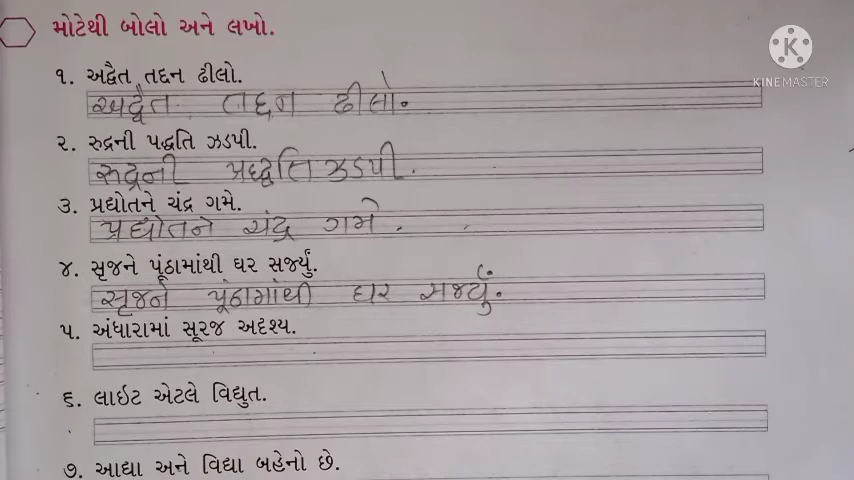 મોટેથી બોલો અને લખો.
K
KINEMASTER
૧. અદ્વૈત તદ્દન ઢીલો.
અદ્વૈત તદ્દન ઢીલો.
૨. રુદ્રની પદ્ધતિ ઝડપી.
રુદ્રની પ્રદ્ધતિ ઝડપી.
૩. પ્રદ્યોતને ચંદ્ર ગમે.
પ્રદ્યોતને ચંદ્ર ગમે.
૪. સૃજને પૂંઠામાંથી ઘર સર્જ્યું.
સૃજને પૂંઠામાંથી ઘર સર્જ્યું.
૫. અંધારામાં સૂરજ અદૃશ્ય.
૬. લાઇટ એટલે વિદ્યુત.
૭. આદ્યા અને વિદ્યા બહેનો છે.